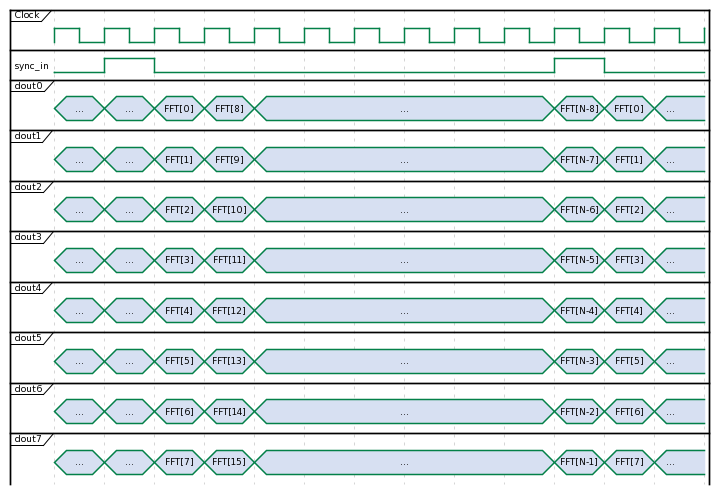 Clock
sync_in
dout0
... ... FFT[0] FFT[8] ... FFT[N-8] FFT[0] ...
dout1
... ... FFT[1] FFT[9] ... FFT[N-7] FFT[1] ...
dout2
... ... FFT[2] FFT[10] ... FFT[N-6] FFT[2] ...
dout3
... ... FFT[3] FFT[11] ... FFT[N-5] FFT[3] ...
dout4
... ... FFT[4] FFT[12] ... FFT[N-4] FFT[4] ...
dout5
... ... FFT[5] FFT[13] ... FFT[N-3] FFT[5] ...
dout6
... ... FFT[6] FFT[14] ... FFT[N-2] FFT[6] ...
dout7
... ... FFT[7] FFT[15] ... FFT[N-1] FFT[7] ...